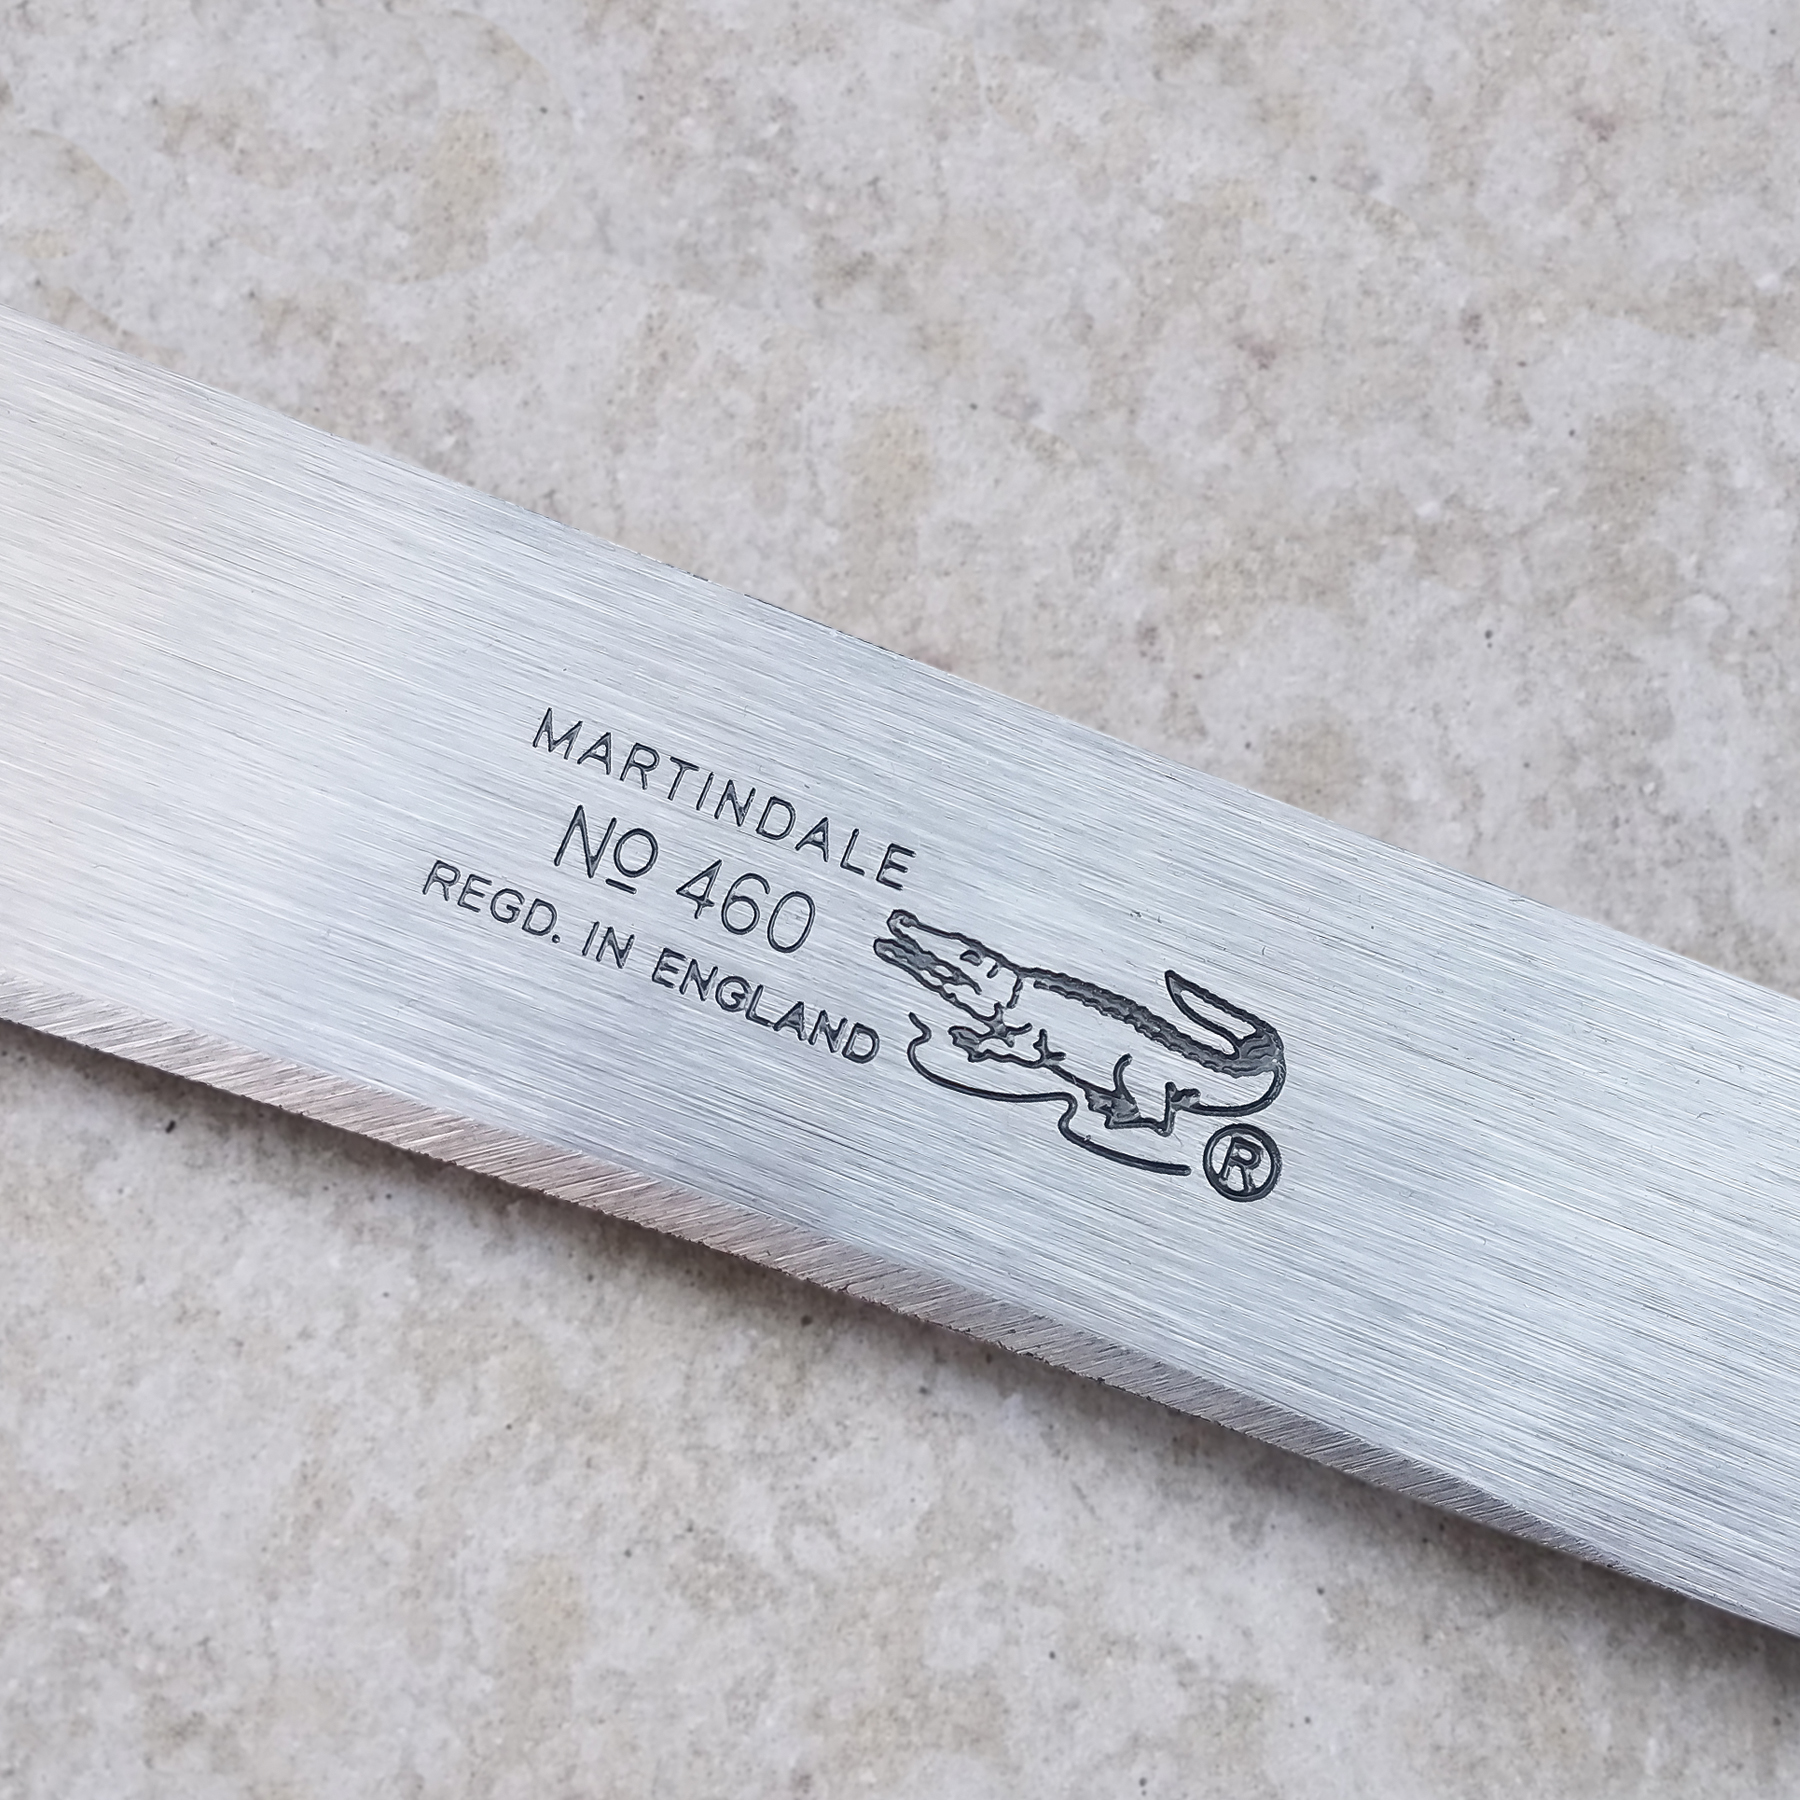 MARTINDALE
Nº 460
REGD. IN ENGLAND
®